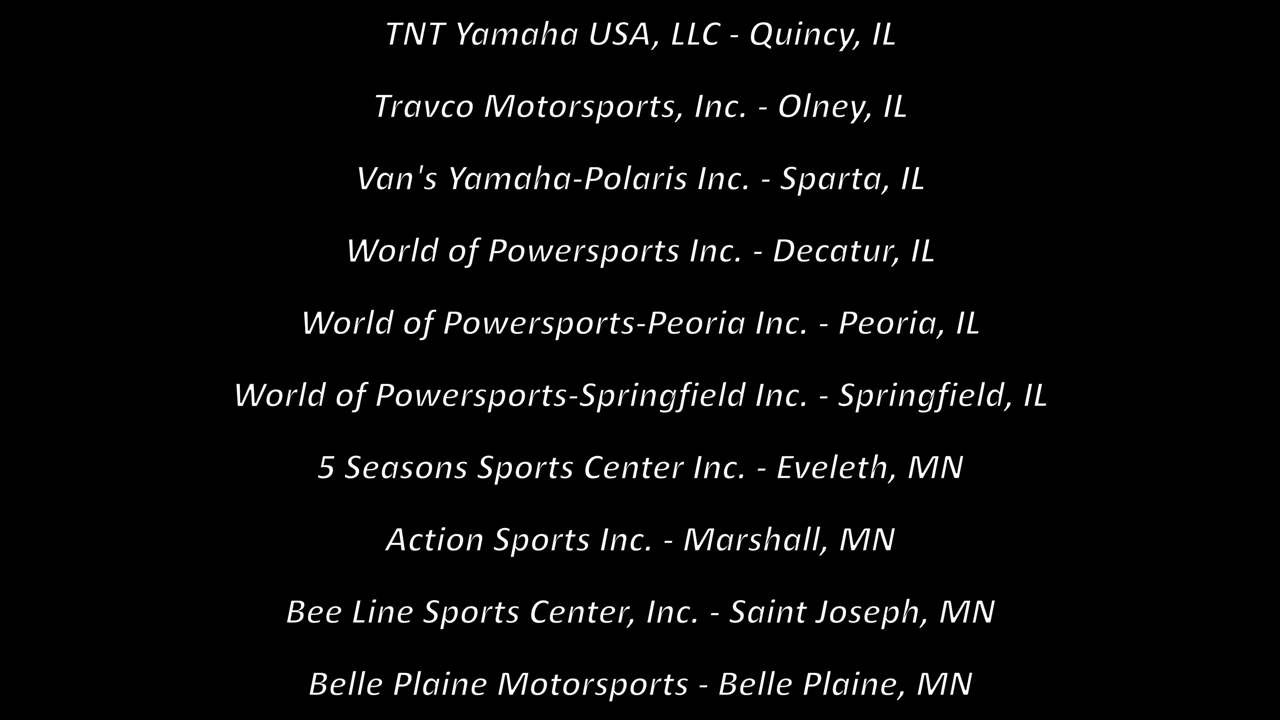 TNT Yamaha USA, LLC - Quincy, IL
Travco Motorsports, Inc. - Olney, IL
Van's Yamaha-Polaris Inc. - Sparta, IL
World of Powersports Inc. - Decatur, IL
World of Powersports-Peoria Inc. - Peoria, IL
World of Powersports-Springfield Inc. - Springfield, IL
5 Seasons Sports Center Inc. - Eveleth, MN
Action Sports Inc. - Marshall, MN
Bee Line Sports Center, Inc. - Saint Joseph, MN
Belle Plaine Motorsports - Belle Plaine, MN